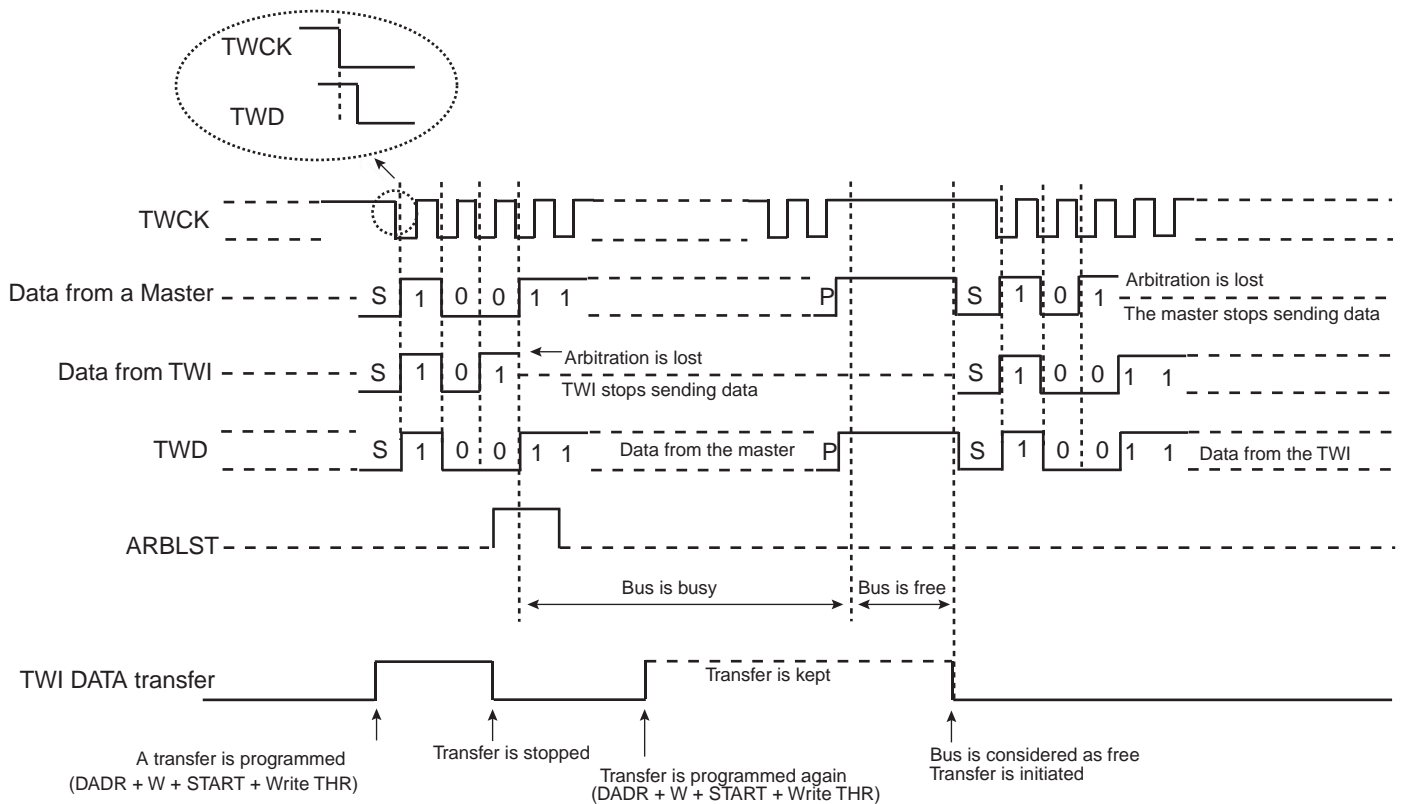 TWCK
TWD
TWCK
Data from a Master S 1 0 0 1 1 P S 1 0 1 Arbitration is lost
The master stops sending data
Data from TWI S 1 0 1 Arbitration is lost S 1 0 0 1 1
TWI stops sending data
TWD S 1 0 0 1 1 Data from the master P S 1 0 0 1 1 Data from the TWI
ARBLST
Bus is busy Bus is free
TWI DATA transfer Transfer is kept
A transfer is programmed
(DADR + W + START + Write THR)
Transfer is stopped
Transfer is programmed again
(DADR + W + START + Write THR)
Bus is considered as free
Transfer is initiated